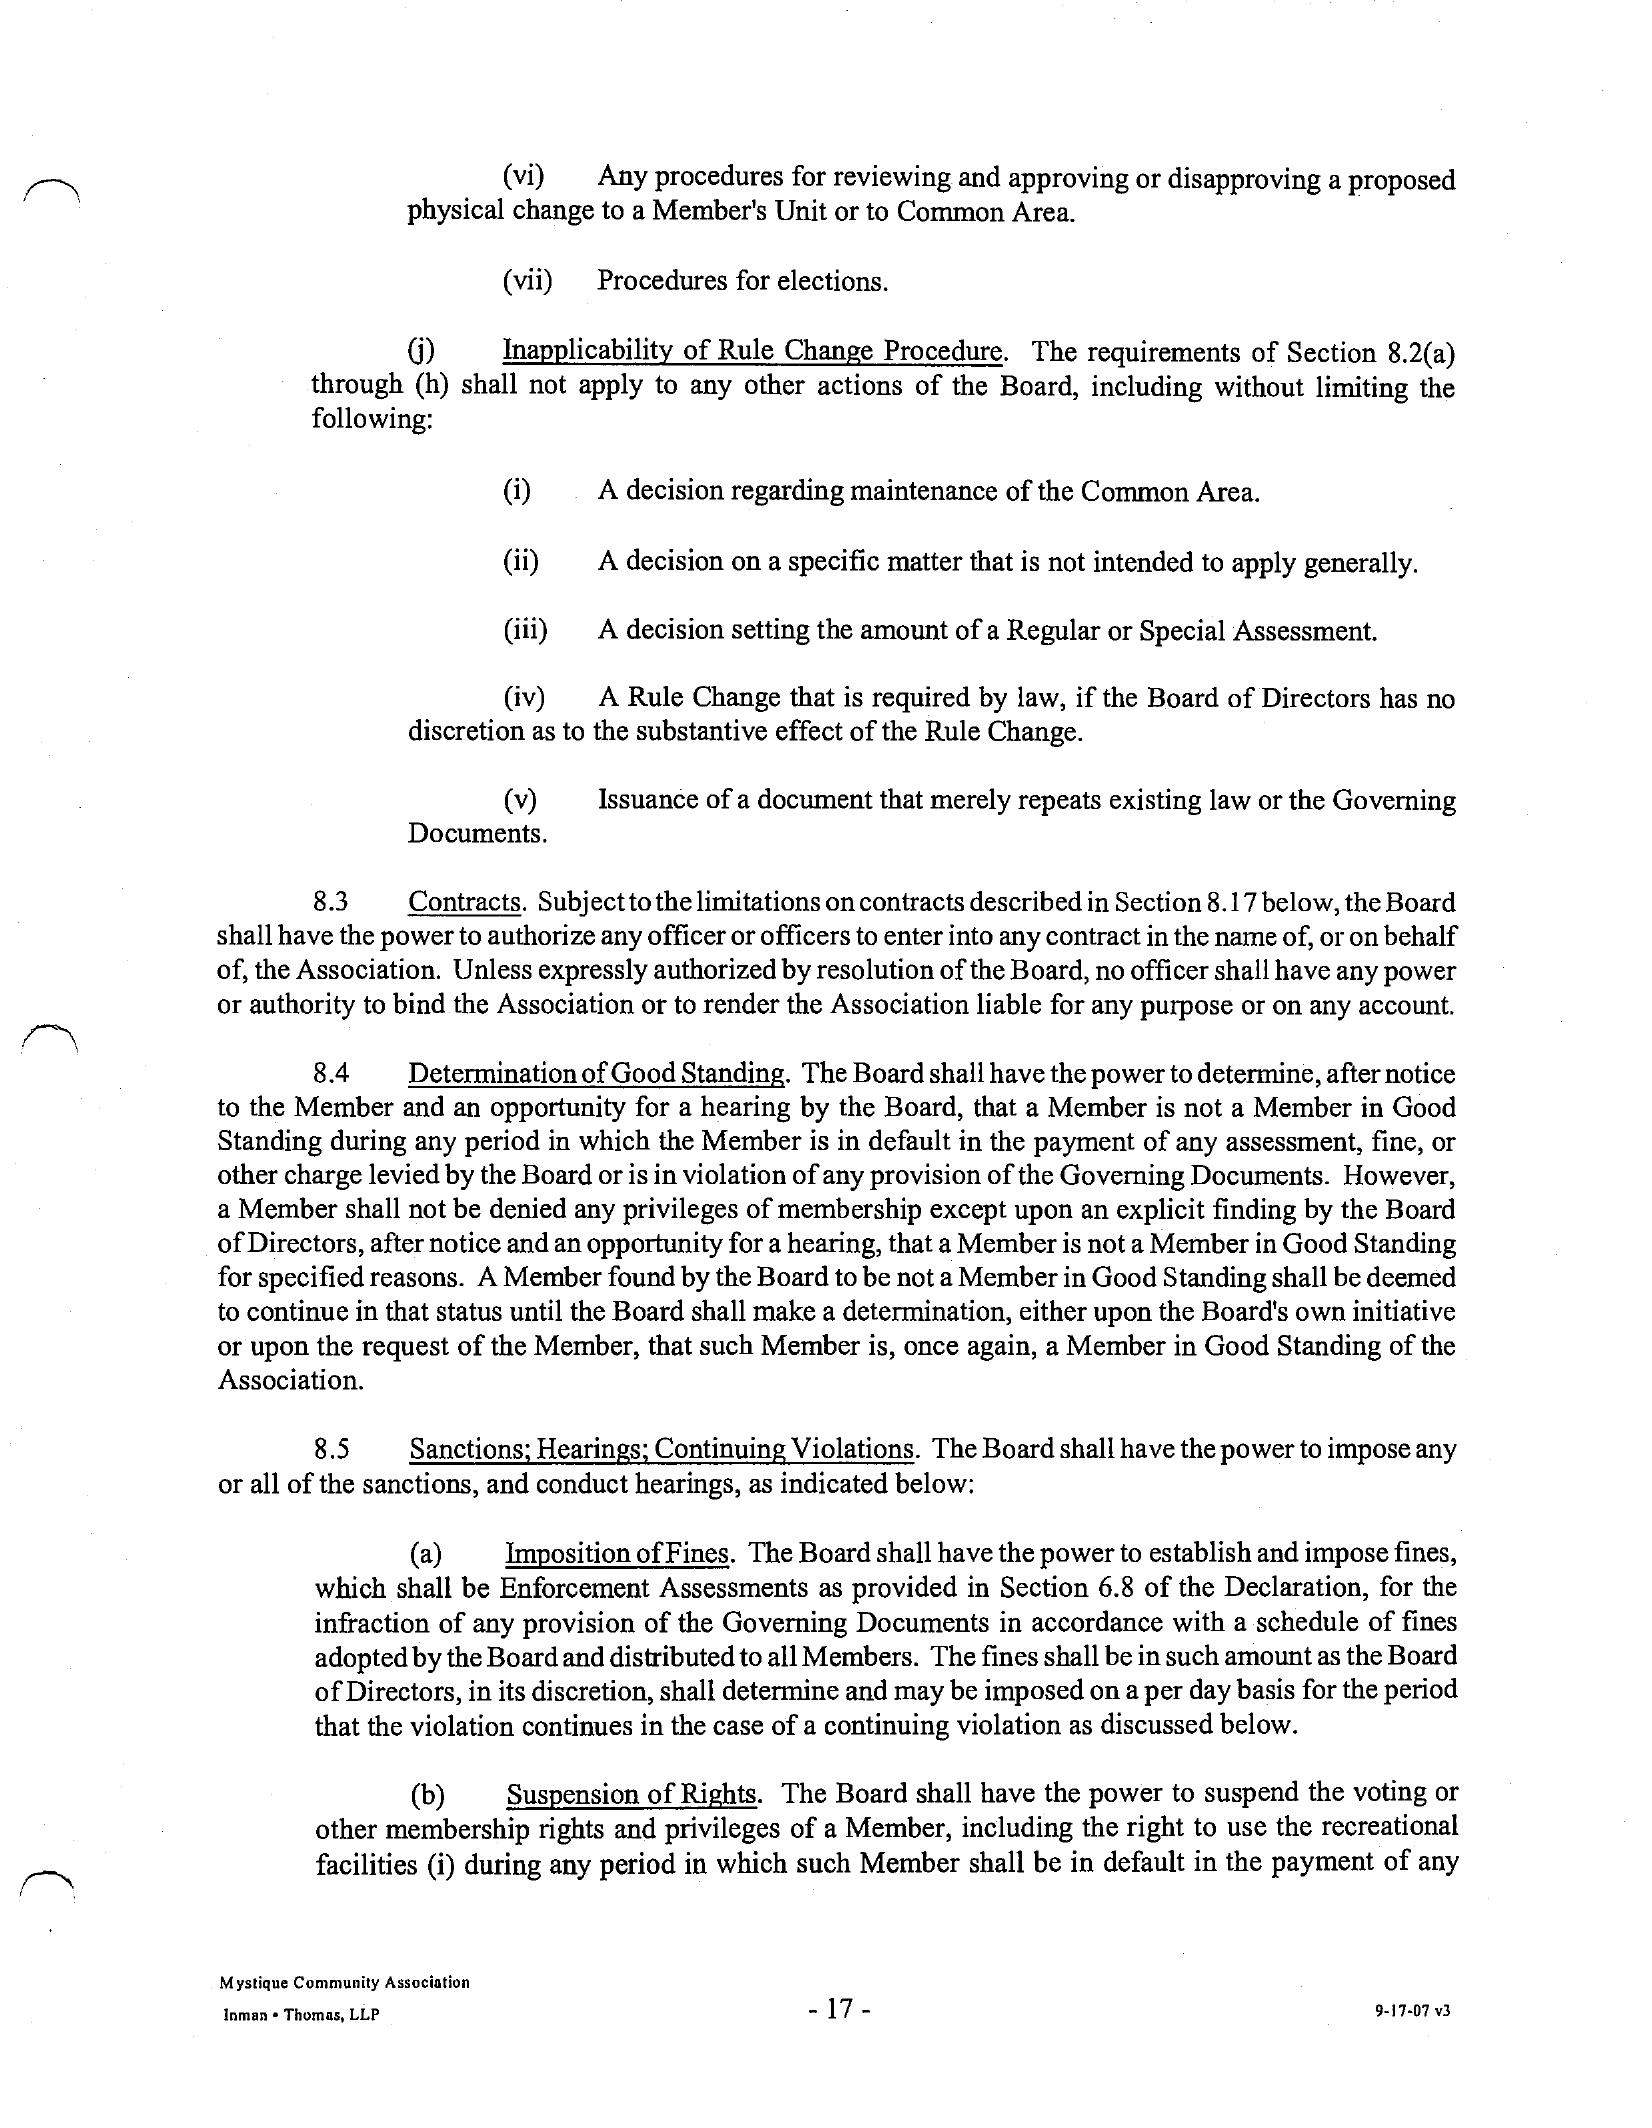 (vi) Any procedures for reviewing and approving or disapproving a proposed
physical change to a Member's Unit or to Common Area.
(vii) Procedures for elections.
(j) Inapplicability of Rule Change Procedure. The requirements of Section 8.2(a)
through (h) shall not apply to any other actions of the Board, including without limiting the
following:
(i) A decision regarding maintenance of the Common Area.
(ii) A decision on a specific matter that is not intended to apply generally.
(iii) A decision setting the amount of a Regular or Special Assessment.
(iv) A Rule Change that is required by law, if the Board of Directors has no
discretion as to the substantive effect of the Rule Change.
(v) Issuance of a document that merely repeats existing law or the Governing
Documents.
8.3 Contracts. Subject to the limitations on contracts described in Section 8.17 below, the Board
shall have the power to authorize any officer or officers to enter into any contract in the name of, or on behalf
of, the Association. Unless expressly authorized by resolution of the Board, no officer shall have any power
or authority to bind the Association or to render the Association liable for any purpose or on any account.
8.4 Determination of Good Standing. The Board shall have the power to determine, after notice
to the Member and an opportunity for a hearing by the Board, that a Member is not a Member in Good
Standing during any period in which the Member is in default in the payment of any assessment, fine, or
other charge levied by the Board or is in violation of any provision of the Governing Documents. However,
a Member shall not be denied any privileges of membership except upon an explicit finding by the Board
of Directors, after notice and an opportunity for a hearing, that a Member is not a Member in Good Standing
for specified reasons. A Member found by the Board to be not a Member in Good Standing shall be deemed
to continue in that status until the Board shall make a determination, either upon the Board's own initiative
or upon the request of the Member, that such Member is, once again, a Member in Good Standing of the
Association.
8.5 Sanctions; Hearings; Continuing Violations. The Board shall have the power to impose any
or all of the sanctions, and conduct hearings, as indicated below:
(a) Imposition of Fines. The Board shall have the power to establish and impose fines,
which shall be Enforcement Assessments as provided in Section 6.8 of the Declaration, for the
infraction of any provision of the Governing Documents in accordance with a schedule of fines
adopted by the Board and distributed to all Members. The fines shall be in such amount as the Board
of Directors, in its discretion, shall determine and may be imposed on a per day basis for the period
that the violation continues in the case of a continuing violation as discussed below.
(b) Suspension of Rights. The Board shall have the power to suspend the voting or
other membership rights and privileges of a Member, including the right to use the recreational
facilities (i) during any period in which such Member shall be in default in the payment of any
Mystique Community Association
Inman • Thomas, LLP - 17 - 9-17-07 v3